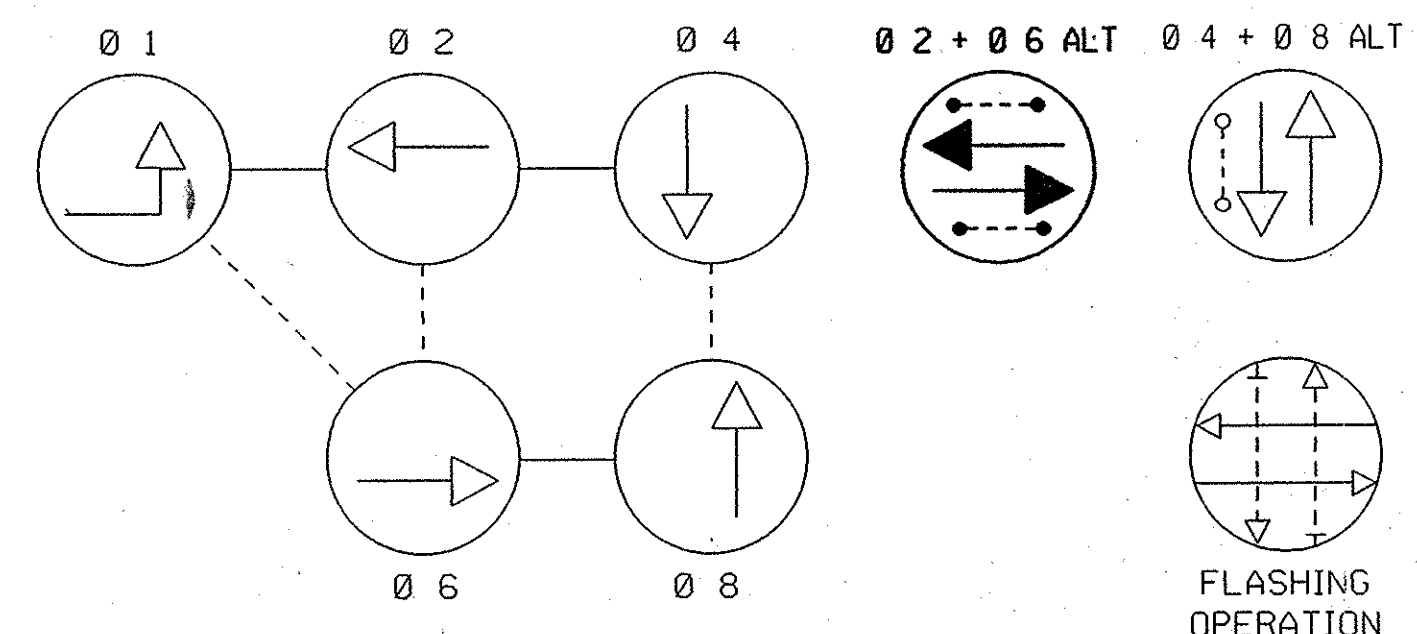 Ø 1
Ø 2
Ø 4
Ø 2 + Ø 6 ALT
Ø 4 + Ø 8 ALT
Ø 6
Ø 8
FLASHING
OPERATION